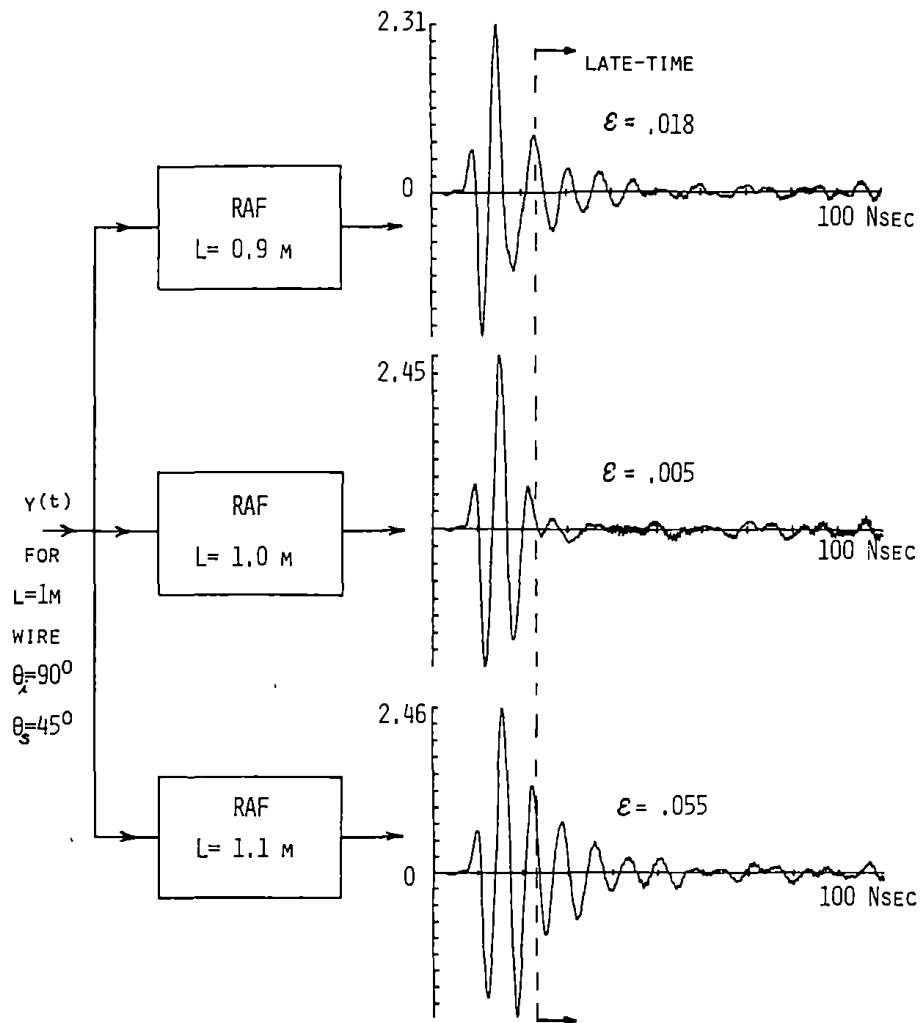 2.31
LATE-TIME
ε = .018
0
100 NSEC
RAF
L= 0.9 M
2.45
ε = .005
100 NSEC
RAF
L= 1.0 M
Y(t)
FOR
L=1M
WIRE
θi=90°
θs=45°
2.46
ε = .055
0
100 NSEC
RAF
L= 1.1 M